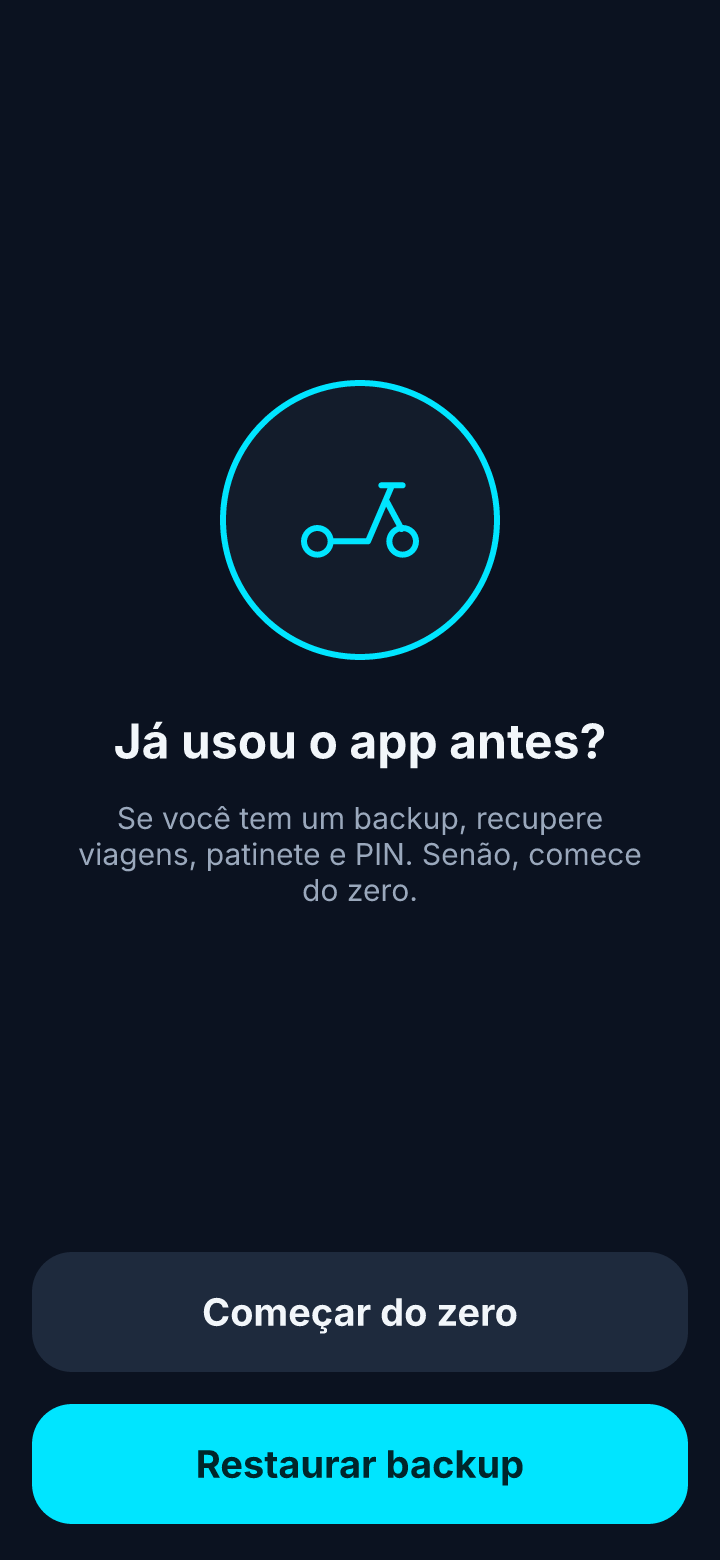 Já usou o app antes?
Se você tem um backup, recupere
viagens, patinete e PIN. Senão, comece
do zero.
Começar do zero
Restaurar backup